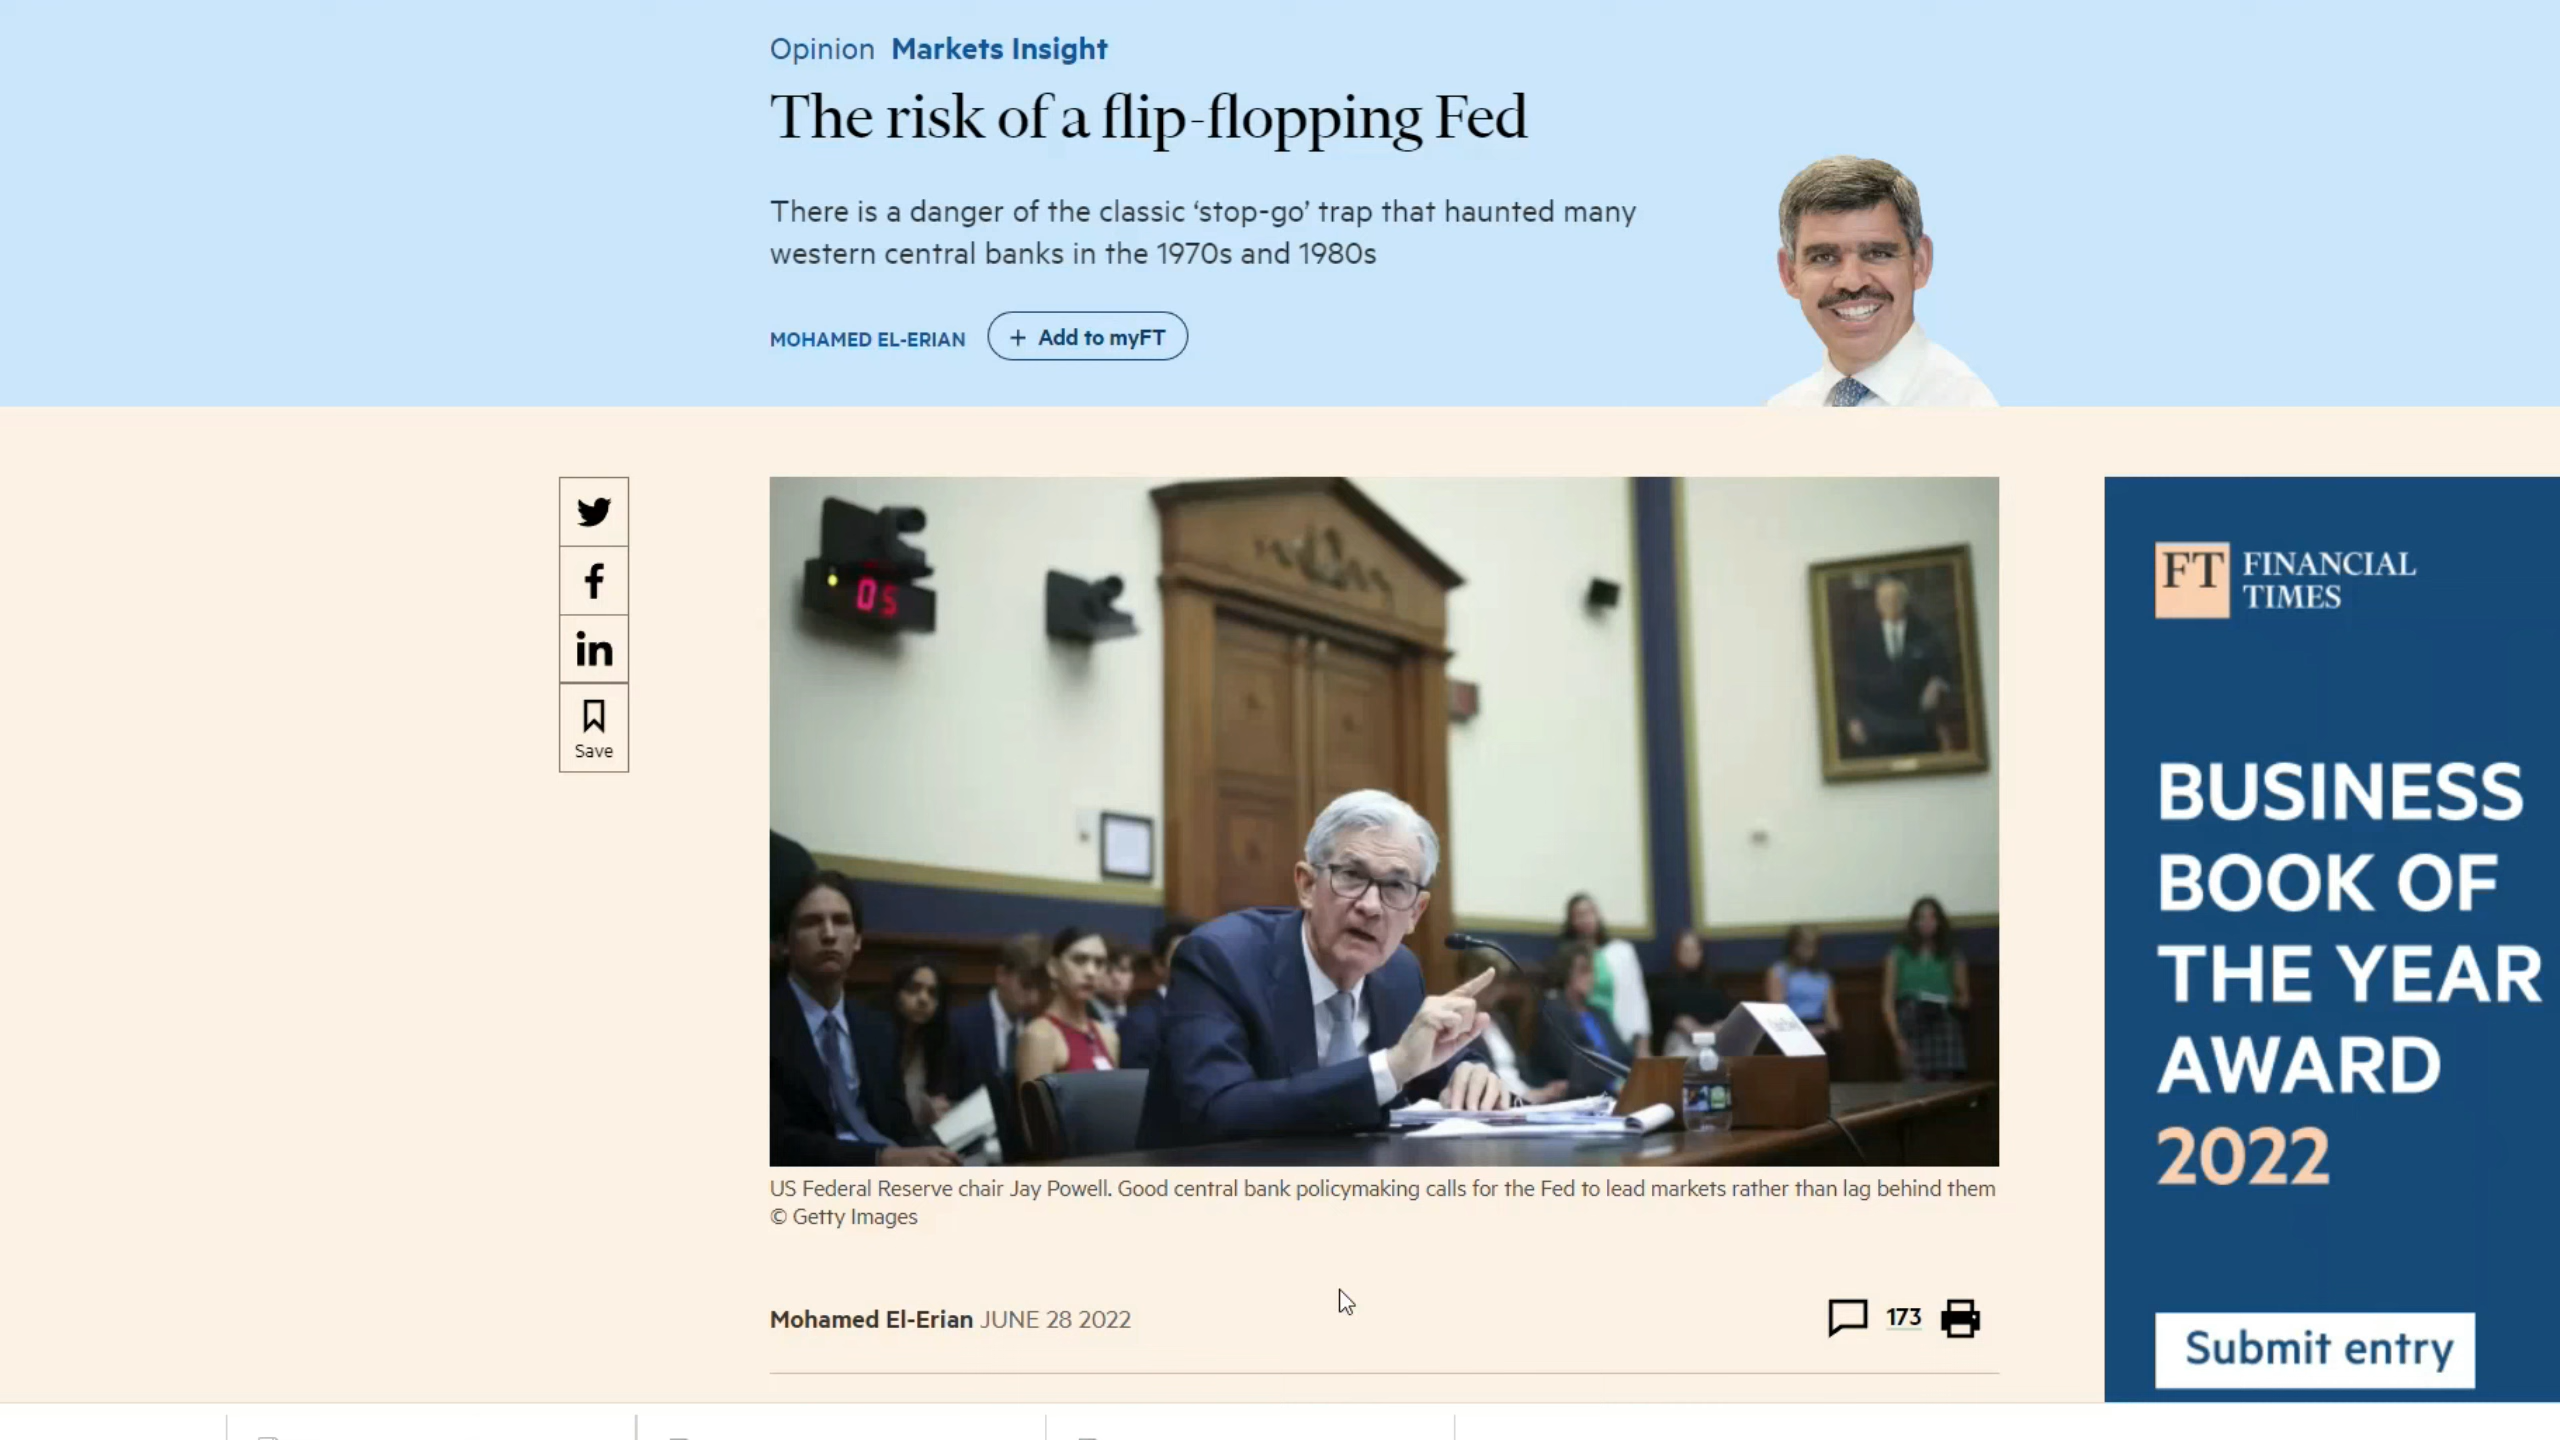 Opinion Markets Insight
The risk of a flip-flopping Fed
There is a danger of the classic ‘stop-go’ trap that haunted many
western central banks in the 1970s and 1980s
MOHAMED EL-ERIAN + Add to myFT
Save
05
US Federal Reserve chair Jay Powell. Good central bank policymaking calls for the Fed to lead markets rather than lag behind them
© Getty Images
Mohamed El-Erian JUNE 28 2022
173
FT FINANCIAL
TIMES
BUSINESS
BOOK OF
THE YEAR
AWARD
2022
Submit entry